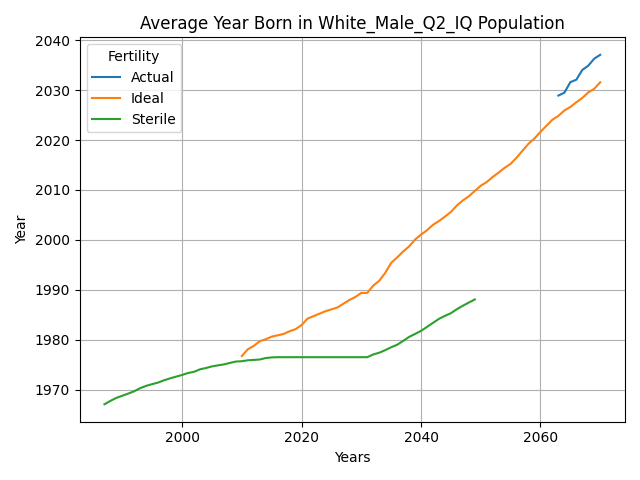 Average Year Born in White_Male_Q2_IQ Population
Fertility
Actual
Ideal
Sterile
Year
2040
2030
2020
2010
2000
1990
1980
1970
2000
2020
2040
2060
Years